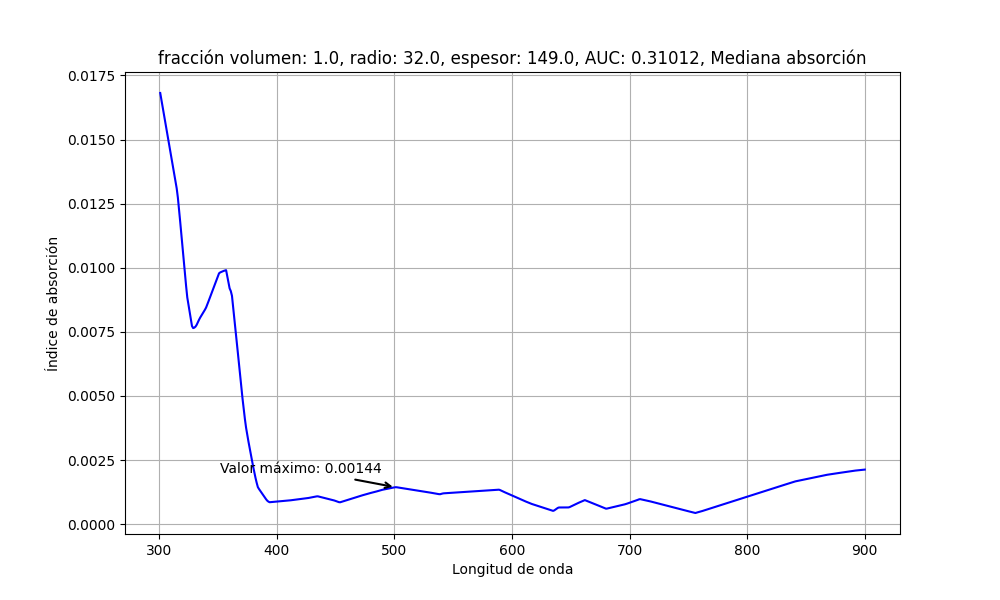 fracción volumen: 1.0, radio: 32.0, espesor: 149.0, AUC: 0.31012, Mediana absorción
0.0175
0.0150
0.0125
0.0100
0.0075
0.0050
0.0025
0.0000
Índice de absorción
Valor máximo: 0.00144
300 400 500 600 700 800 900
Longitud de onda